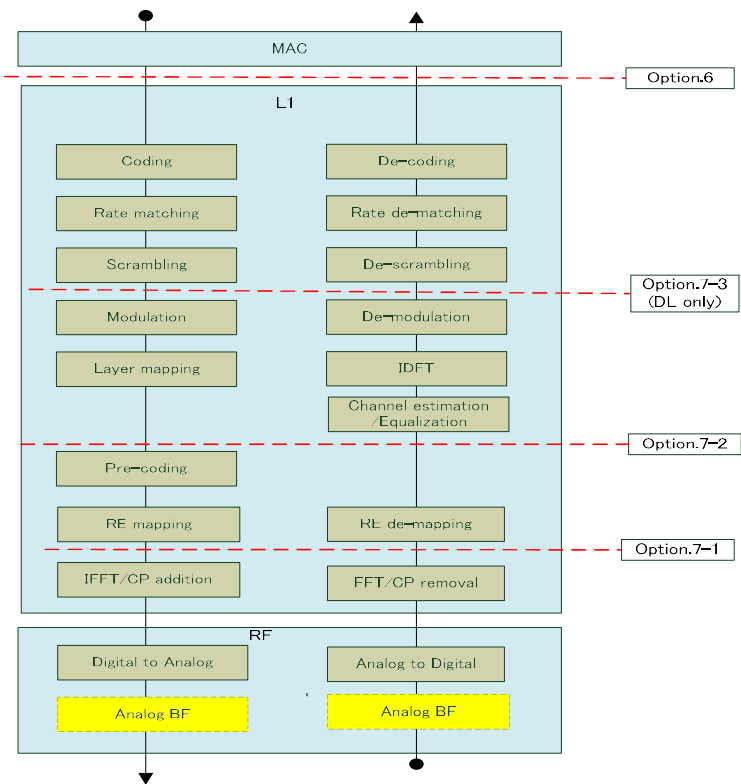 MAC
Option.6
L1
Coding
De-coding
Rate matching
Rate de-matching
Scrambling
De-scrambling
Option.7-3
(DL only)
Modulation
De-modulation
Layer mapping
IDFT
Channel estimation
/Equalization
Option.7-2
Pre-coding
RE mapping
RE de-mapping
Option.7-1
IFFT/CP addition
FFT/CP removal
RF
Digital to Analog
Analog to Digital
Analog BF
Analog BF